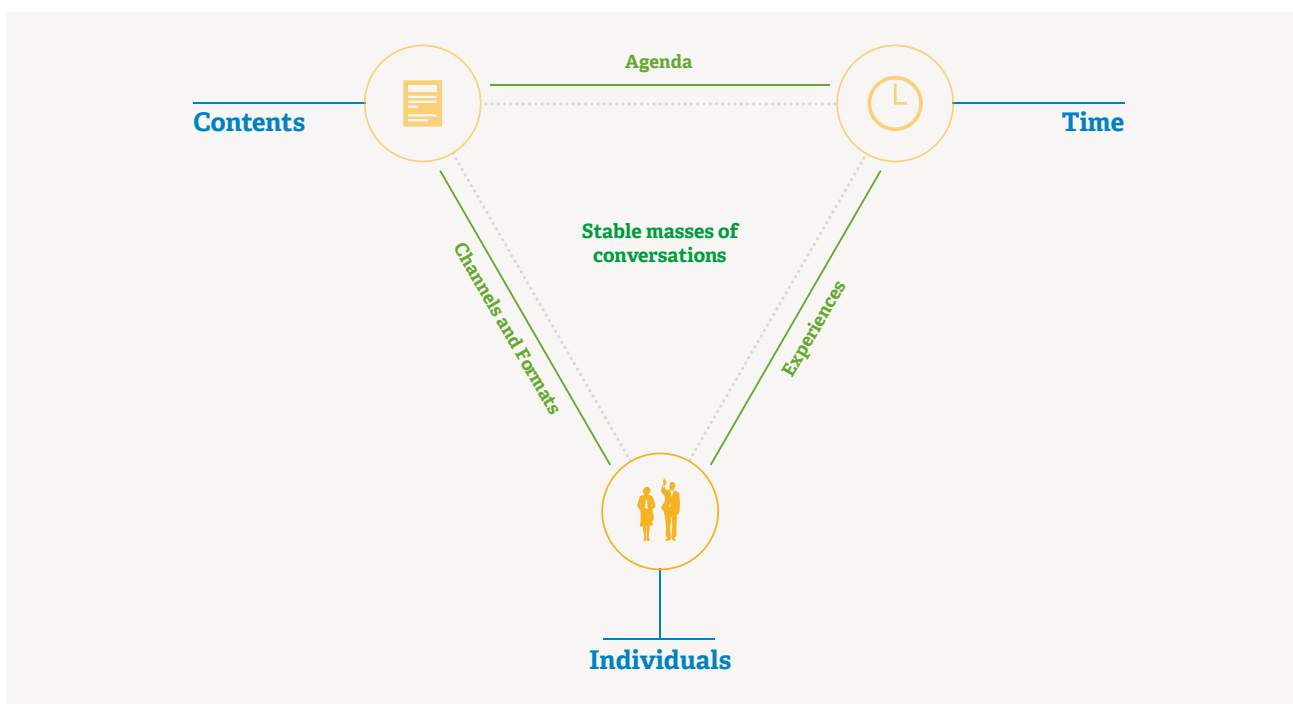 Agenda
Contents
Time
Stable masses of
conversations
Channels and Formats
Experiences
Individuals